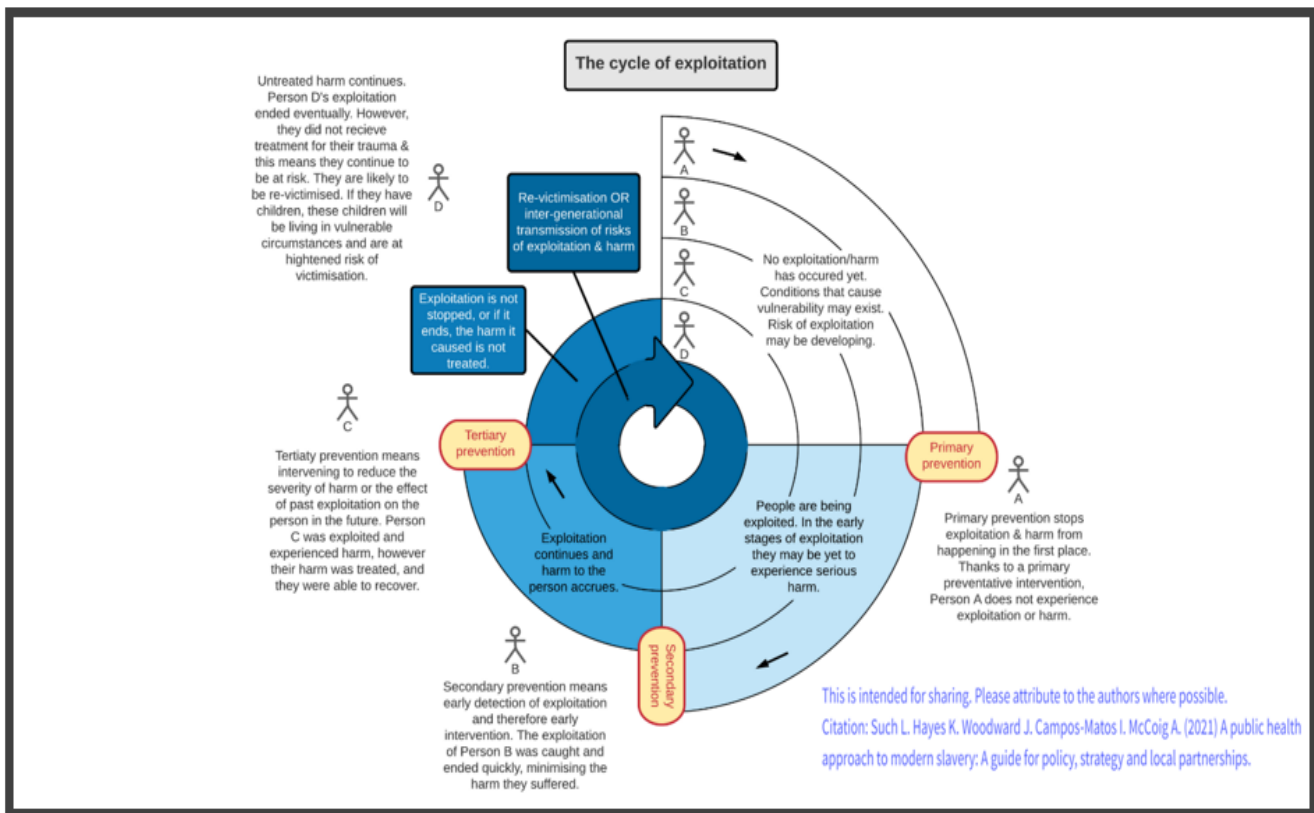 The cycle of exploitation
Untreated harm continues.
Person D's exploitation
ended eventually. However,
they did not recieve
treatment for their trauma &
this means they continue to
be at risk. They are likely to
be re-victimised. If they have
children, these children will
be living in vulnerable
circumstances and are at
hightened risk of
victimisation.
D
Re-victimisation OR
inter-generational
transmission of risks
of exploitation & harm
Exploitation is not
stopped, or if it
ends, the harm it
caused is not
treated.
A
B
C
D
No exploitation/harm
has occured yet.
Conditions that cause
vulnerability may exist.
Risk of exploitation
may be developing.
Primary
prevention
A
Primary prevention stops
exploitation & harm from
happening in the first place.
Thanks to a primary
preventative intervention,
Person A does not experience
exploitation or harm.
People are being
exploited. In the early
stages of exploitation
they may be yet to
experience serious
harm.
Secondary
prevention
B
Secondary prevention means
early detection of exploitation
and therefore early
intervention. The exploitation
of Person B was caught and
ended quickly, minimising the
harm they suffered.
Exploitation
continues and
harm to the
person accrues.
Tertiary
prevention
C
Tertiaty prevention means
intervening to reduce the
severity of harm or the effect
of past exploitation on the
person in the future. Person
C was exploited and
experienced harm, however
their harm was treated, and
they were able to recover.
This is intended for sharing. Please attribute to the authors where possible.
Citation: Such L. Hayes K. Woodward J. Campos-Matos I. McCoig A. (2021) A public health
approach to modern slavery: A guide for policy, strategy and local partnerships.